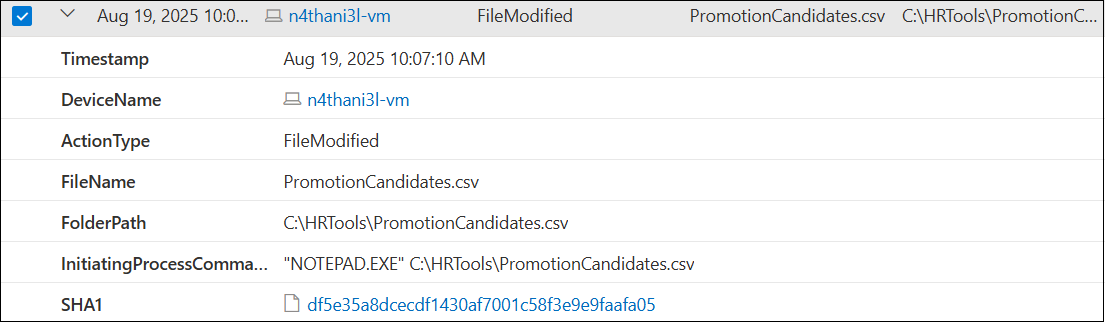 Aug 19, 2025 10:0... n4thani3l-vm FileModified PromotionCandidates.csv C:\HRTools\PromotionC...
Timestamp Aug 19, 2025 10:07:10 AM
DeviceName n4thani3l-vm
ActionType FileModified
FileName PromotionCandidates.csv
FolderPath C:\HRTools\PromotionCandidates.csv
InitiatingProcessComma... "NOTEPAD.EXE" C:\HRTools\PromotionCandidates.csv
SHA1 df5e35a8dcecdf1430af7001c58f3e9e9faafa05